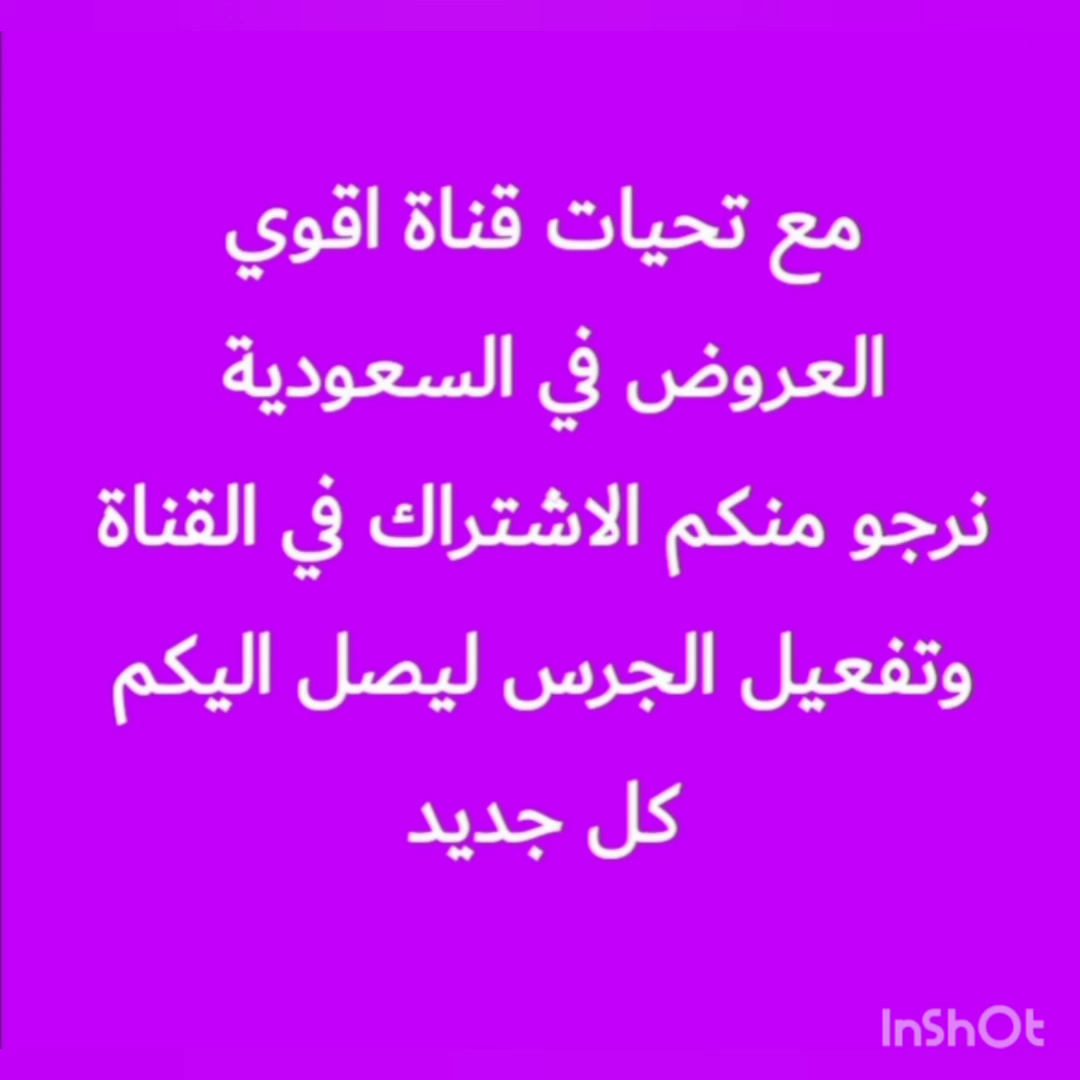 مع تحيات قناة اقوي
العروض في السعودية
نرجو منكم الاشتراك في القناة
وتفعيل الجرس ليصل اليكم
كل جديد
InShOt